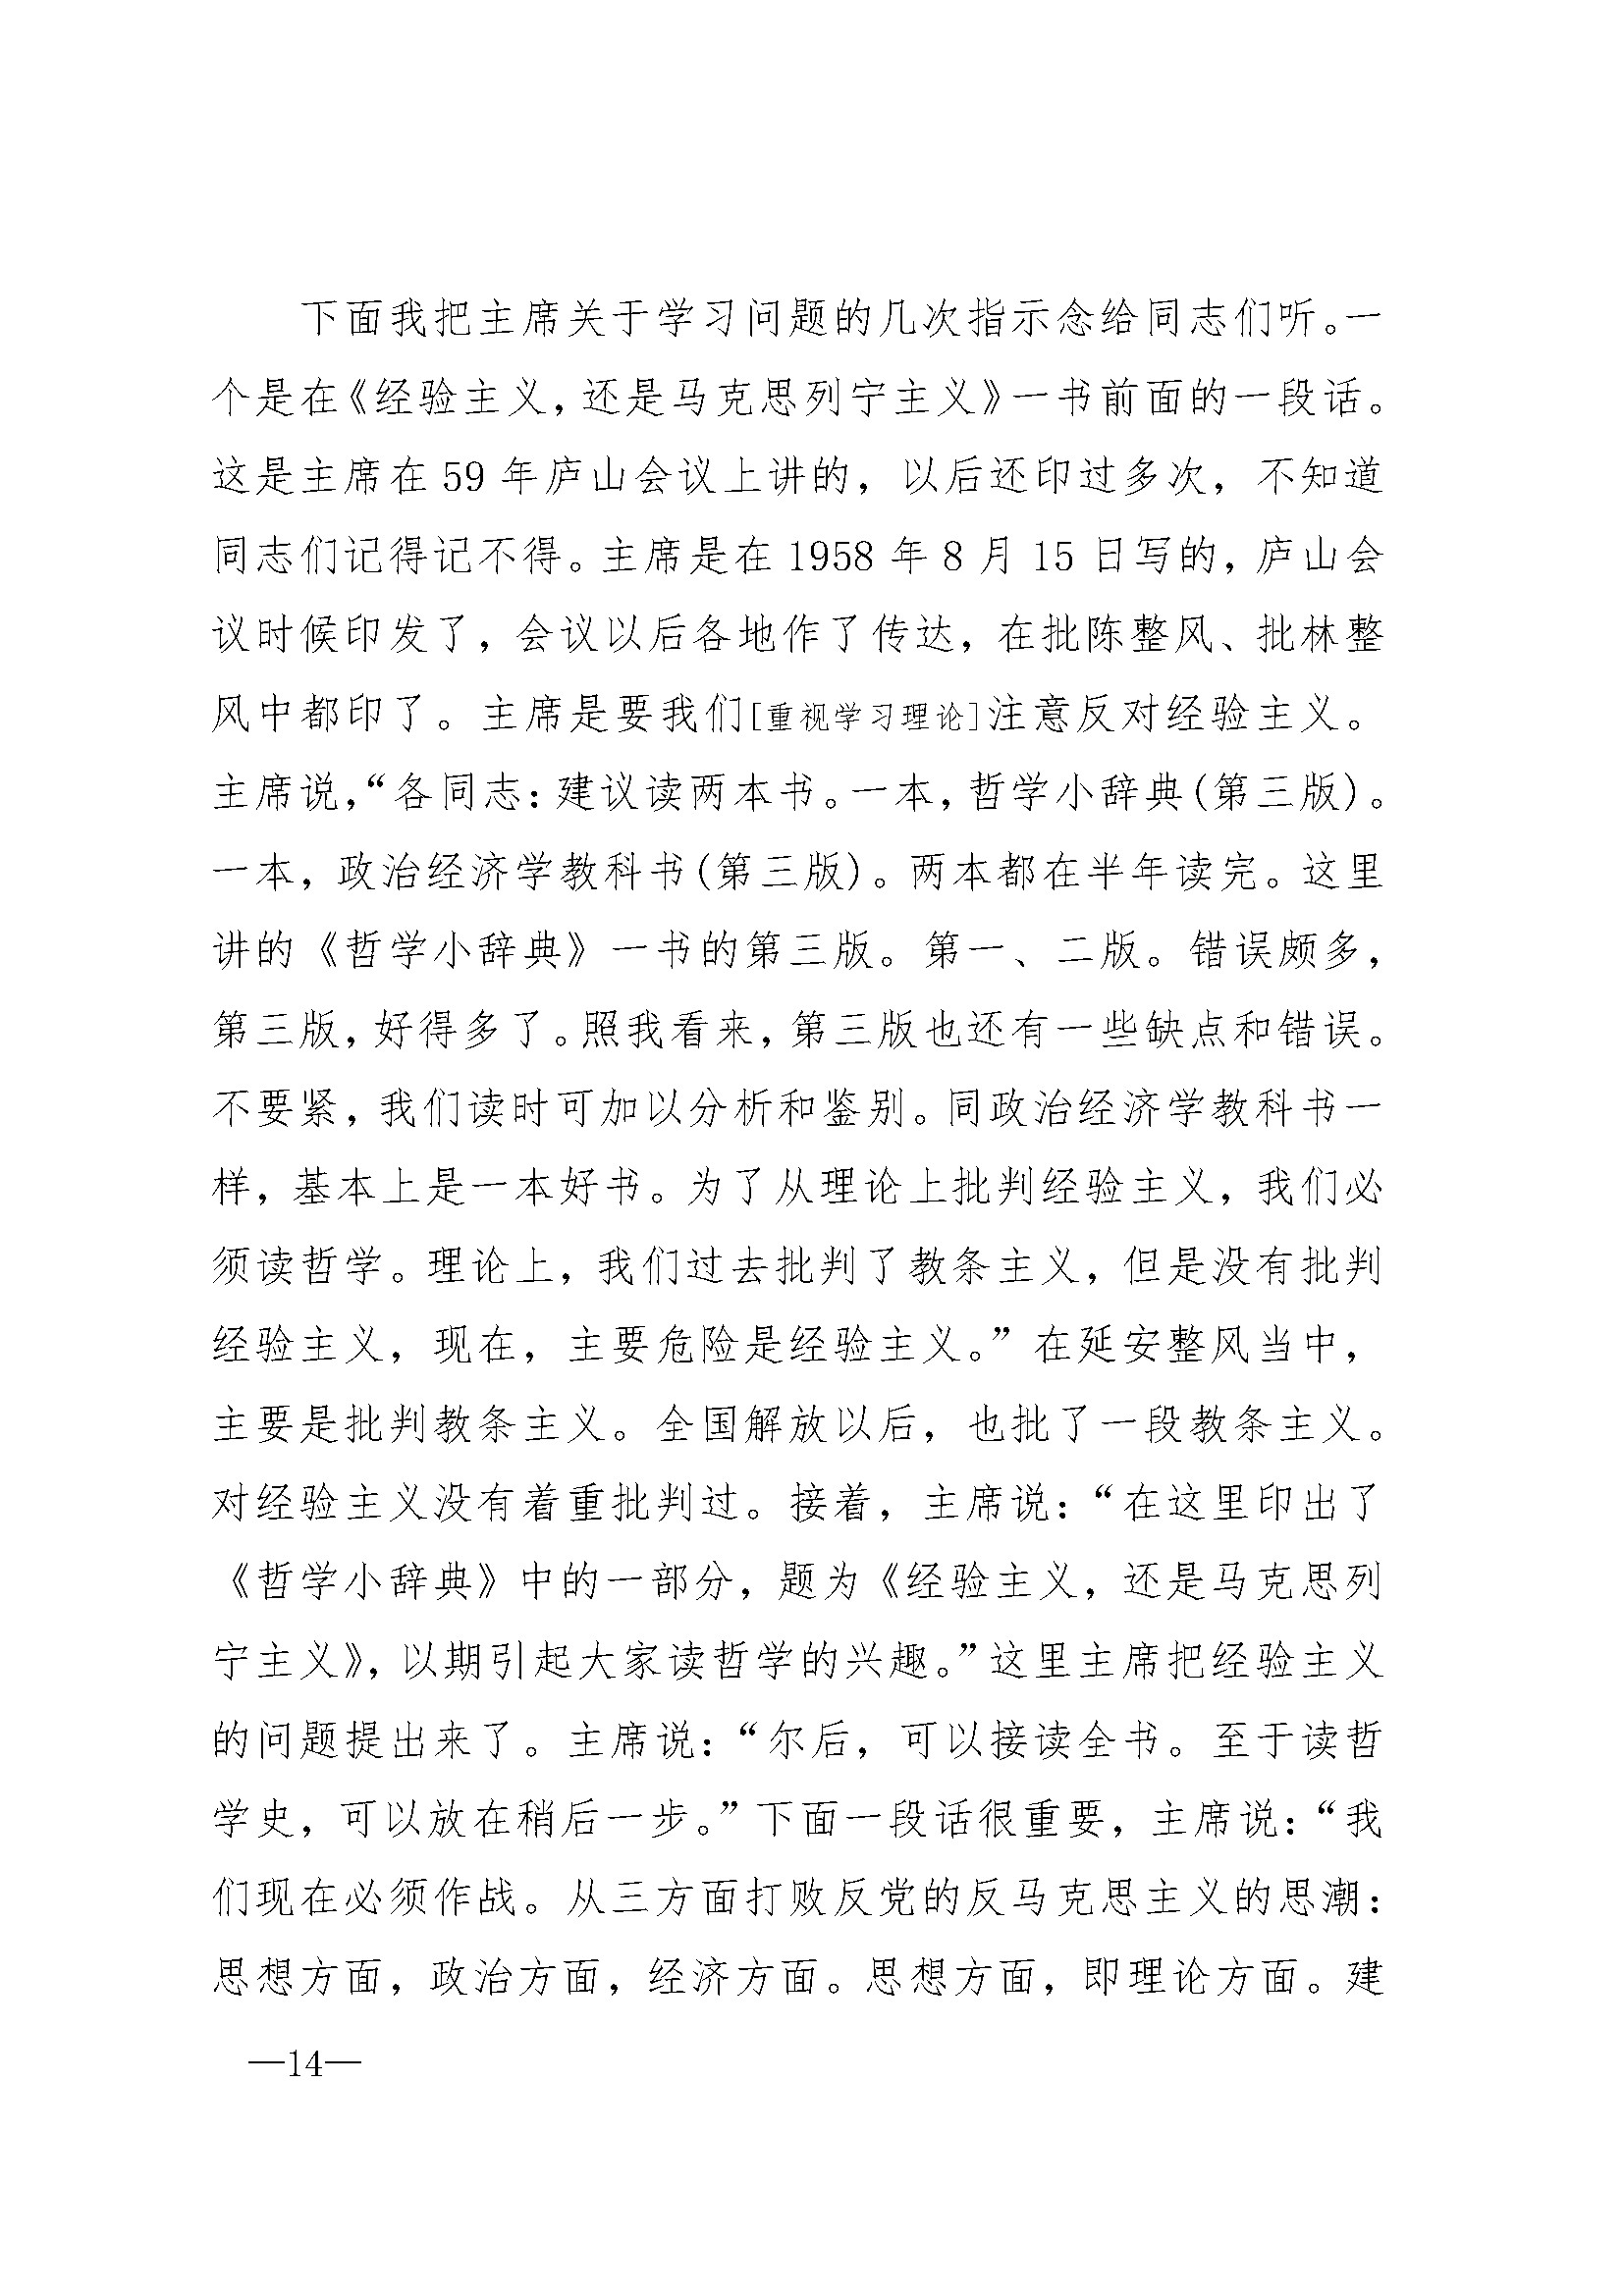 下面我把主席关于学习问题的几次指示念给同志们听。一
个是在《经验主义，还是马克思列宁主义》一书前面的一段话。
这是主席在 59 年庐山会议上讲的，以后还印过多次，不知道
同志们记得记不得。主席是在 1958 年 8 月 15 日写的，庐山会
议时候印发了，会议以后各地作了传达，在批陈整风、批林整
风中都印了。主席是要我们[重视学习理论]注意反对经验主义。
主席说，“各同志：建议读两本书。一本，哲学小辞典(第三版)。
一本，政治经济学教科书(第三版)。两本都在半年读完。这里
讲的《哲学小辞典》一书的第三版。第一、二版。错误颇多，
第三版，好得多了。照我看来，第三版也还有一些缺点和错误。
不要紧，我们读时可加以分析和鉴别。同政治经济学教科书一
样，基本上是一本好书。为了从理论上批判经验主义，我们必
须读哲学。理论上，我们过去批判了教条主义，但是没有批判
经验主义，现在，主要危险是经验主义。”在延安整风当中，
主要是批判教条主义。全国解放以后，也批了一段教条主义。
对经验主义没有着重批判过。接着，主席说：“在这里印出了
《哲学小辞典》中的一部分，题为《经验主义，还是马克思列
宁主义》，以期引起大家读哲学的兴趣。”这里主席把经验主义
的问题提出来了。主席说：“尔后，可以接读全书。至于读哲
学史，可以放在稍后一步。”下面一段话很重要，主席说：“我
们现在必须作战。从三方面打败反党的反马克思主义的思潮：
思想方面，政治方面，经济方面。思想方面，即理论方面。建
—14—